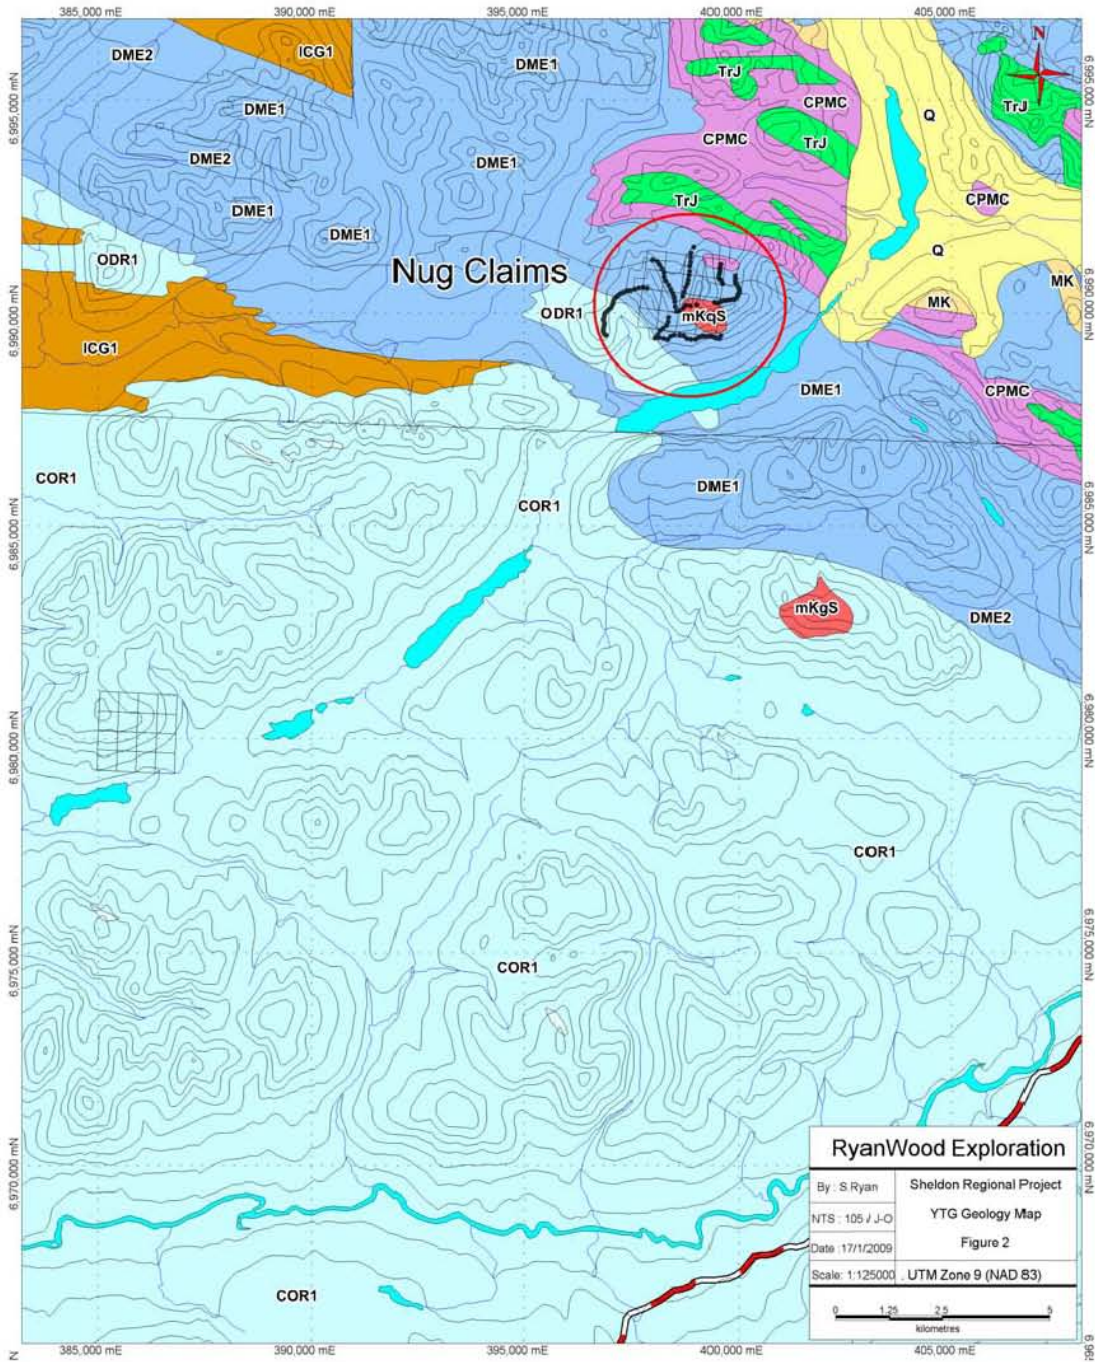 385,000 mE
390,000 mE
395,000 mE
400,000 mE
405,000 mE
N
DME2
ICG1
DME1
TrJ
6,995,000 mN
6,995,000 mN
DME1
CPMC
TrJ
Q
CPMC
TrJ
DME2
DME1
TrJ
CPMC
DME1
DME1
Q
ODR1
Nug Claims
MK
6,990,000 mN
6,990,000 mN
ODR1
mKqS
MK
ICG1
DME1
CPMC
COR1
DME1
COR1
6,985,000 mN
6,985,000 mN
mKgS
DME2
6,980,000 mN
6,980,000 mN
COR1
6,975,000 mN
6,975,000 mN
COR1
6,970,000 mN
6,970,000 mN
RyanWood Exploration
By : S.Ryan
Sheldon Regional Project
NTS : 105 / J-O
YTG Geology Map
Date :17/1/2009
Figure 2
Scale: 1:125000
UTM Zone 9 (NAD 83)
0 1.25 2.5 5
kilometres
COR1
N
385,000 mE
390,000 mE
395,000 mE
400,000 mE
405,000 mE